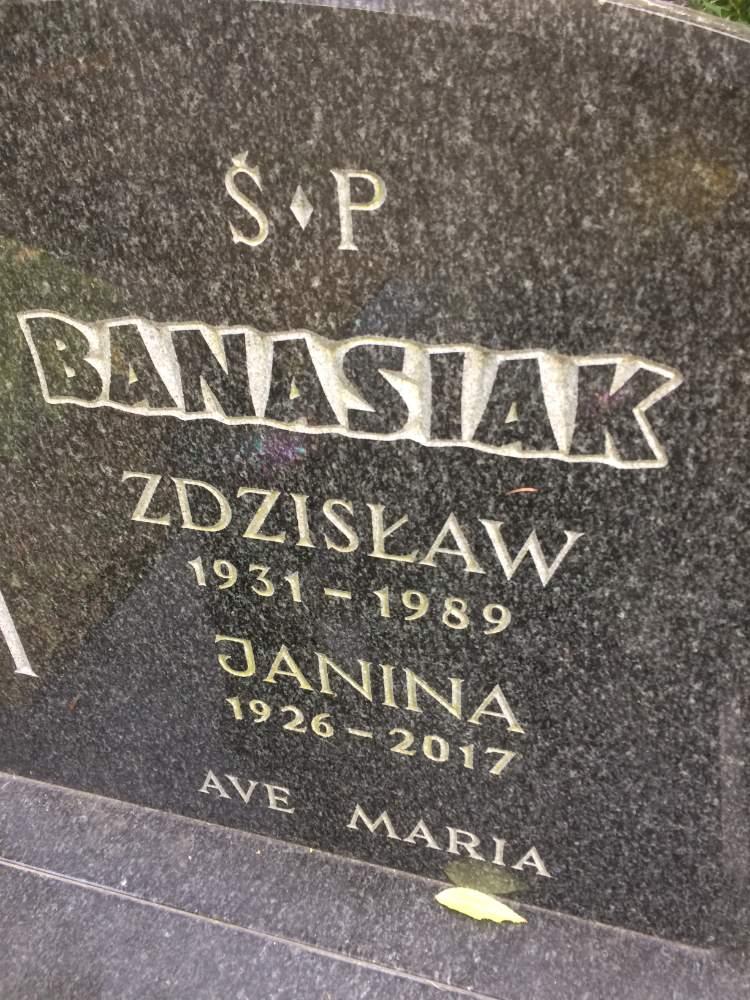 Ś⬧P
BANASIAK
ZDZISŁAW
1931 - 1989
JANINA
1926 - 2017
AVE MARIA